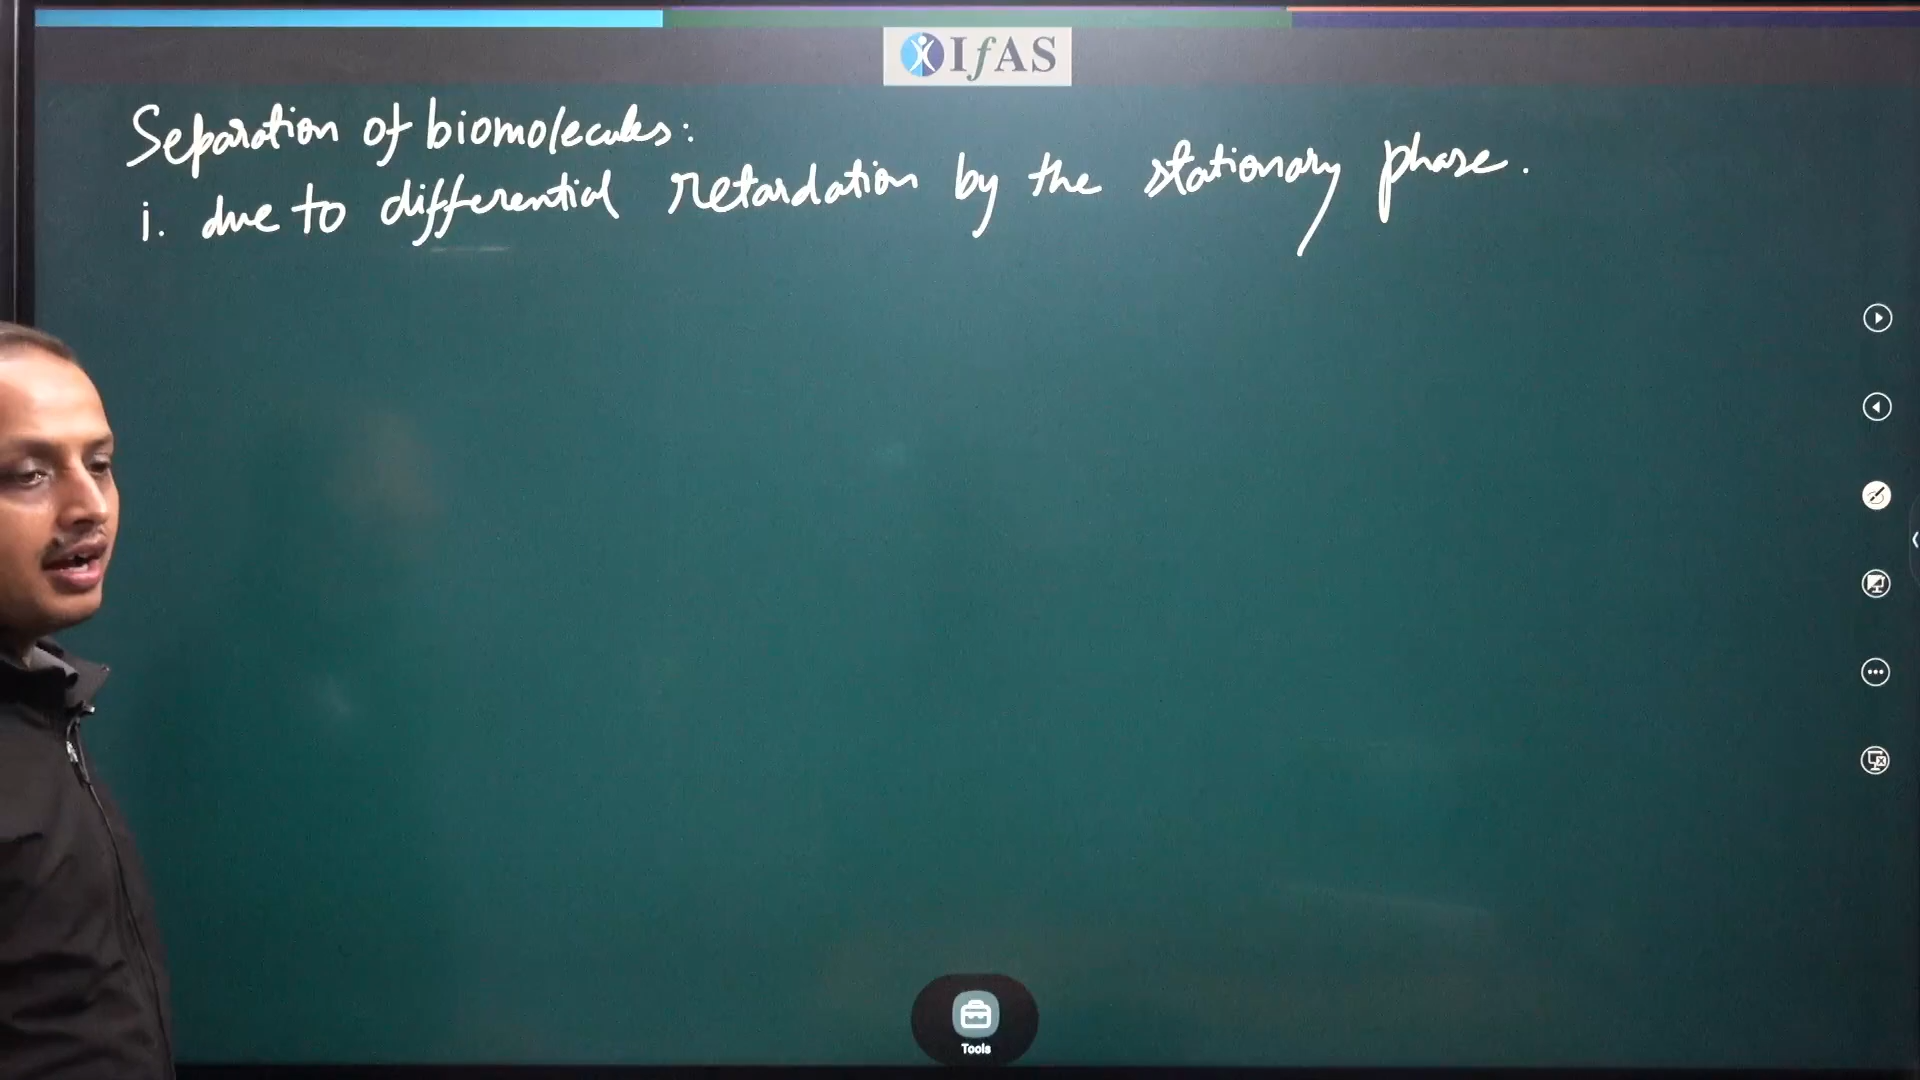 IfAS
Separation of biomolecules:
i. due to differential retardation by the stationary phase.
Tools